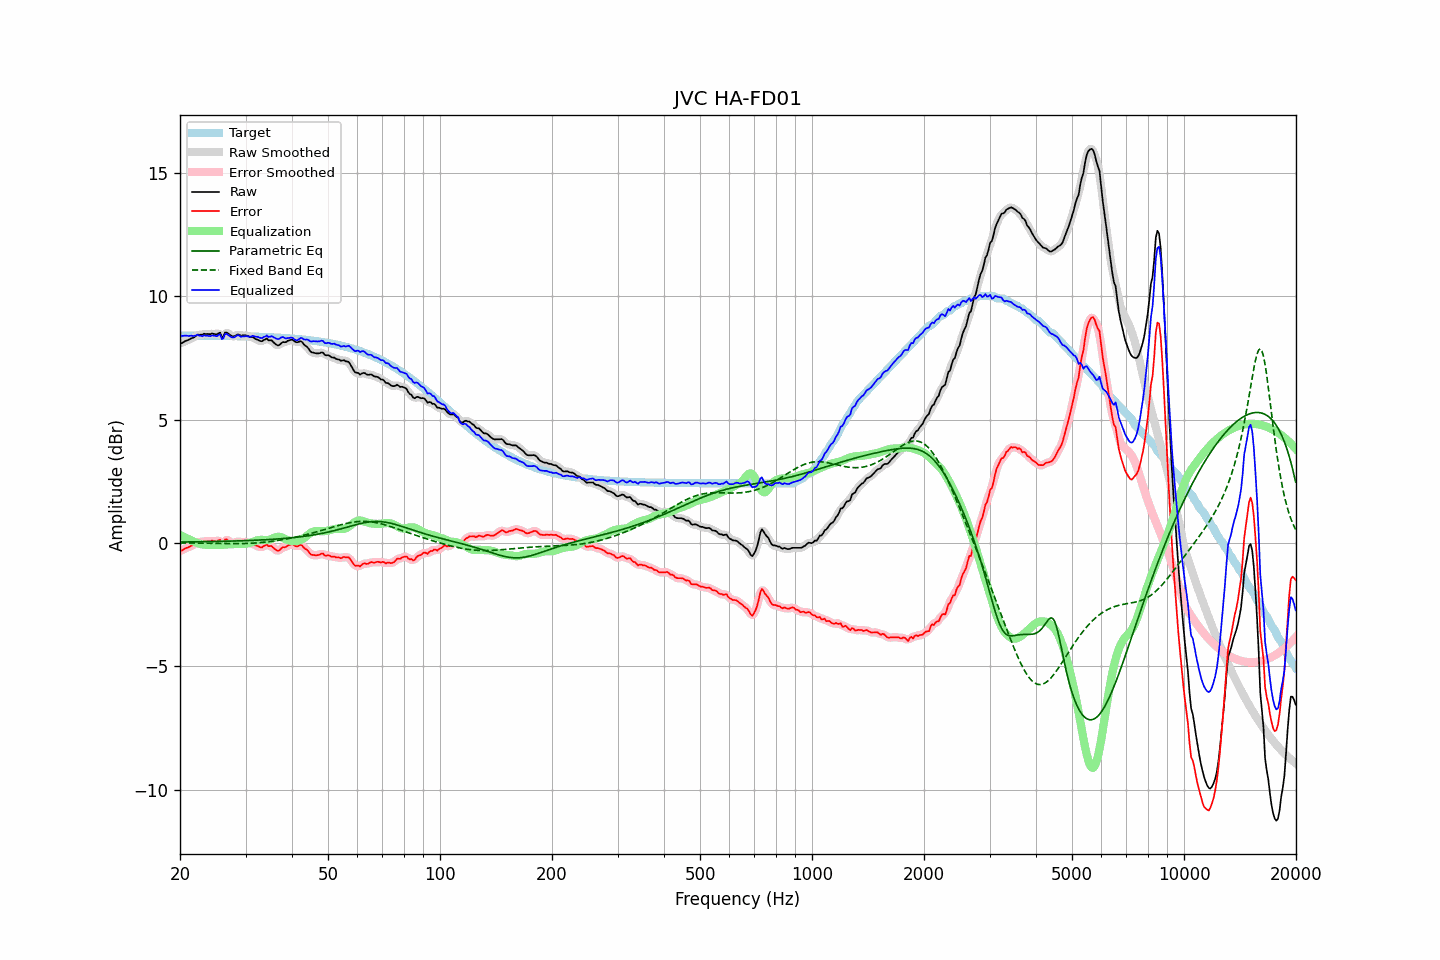 JVC HA-FD01
Target
Raw Smoothed
Error Smoothed
Raw
Error
Equalization
Parametric Eq
Fixed Band Eq
Equalized
Amplitude (dBr)
15
10
5
0
−5
−10
20
50
100
200
500
1000
2000
5000
10000
20000
Frequency (Hz)